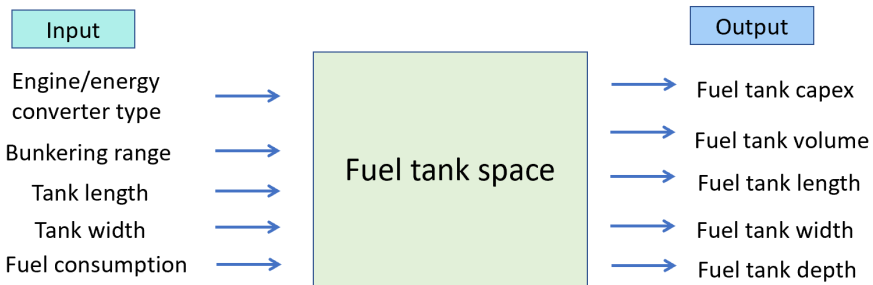 Input
Engine/energy
converter type
Bunkering range
Tank length
Tank width
Fuel consumption
Fuel tank space
Output
Fuel tank capex
Fuel tank volume
Fuel tank length
Fuel tank width
Fuel tank depth